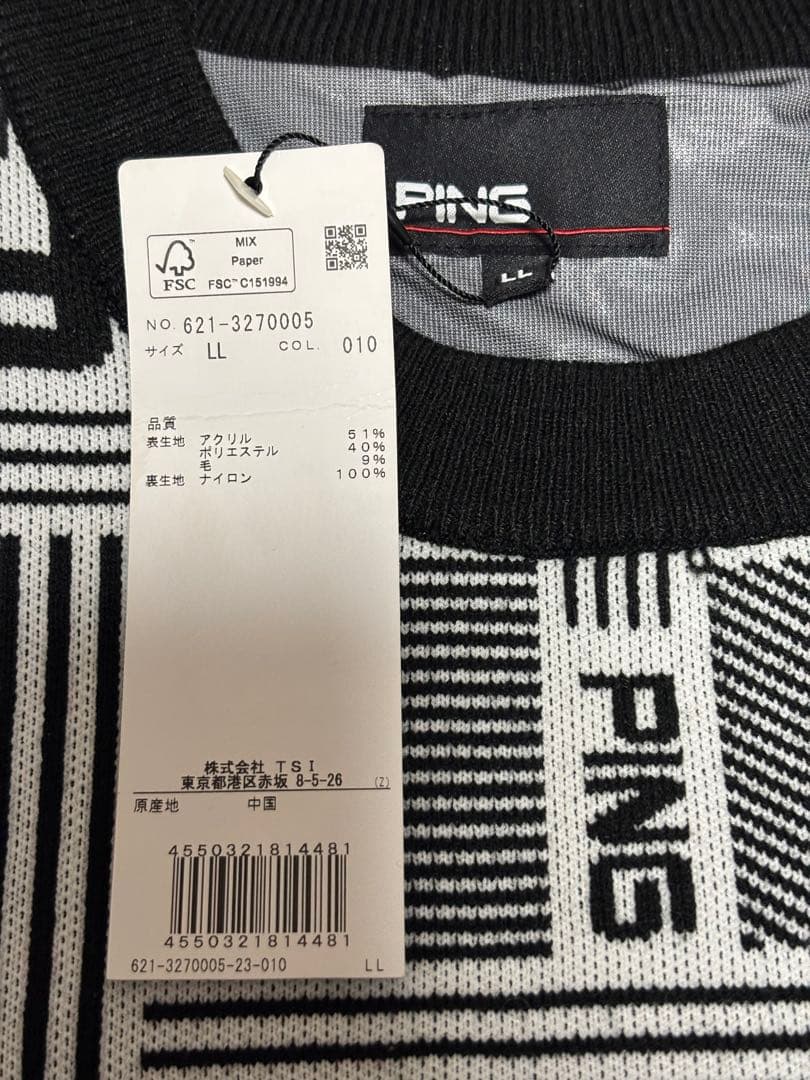 PING
LL
MIX
Paper
FSC™ C151994
FSC
NO. 621-3270005
サイズ LL COL. 010
品質
表生地 アクリル 51%
ポリエステル 40%
毛 9%
裏生地 ナイロン 100%
株式会社 TSI
東京都港区赤坂 8-5-26 (Z)
原産地 中国
4550321814481
4550321814481
621-3270005-23-010 LL
PING